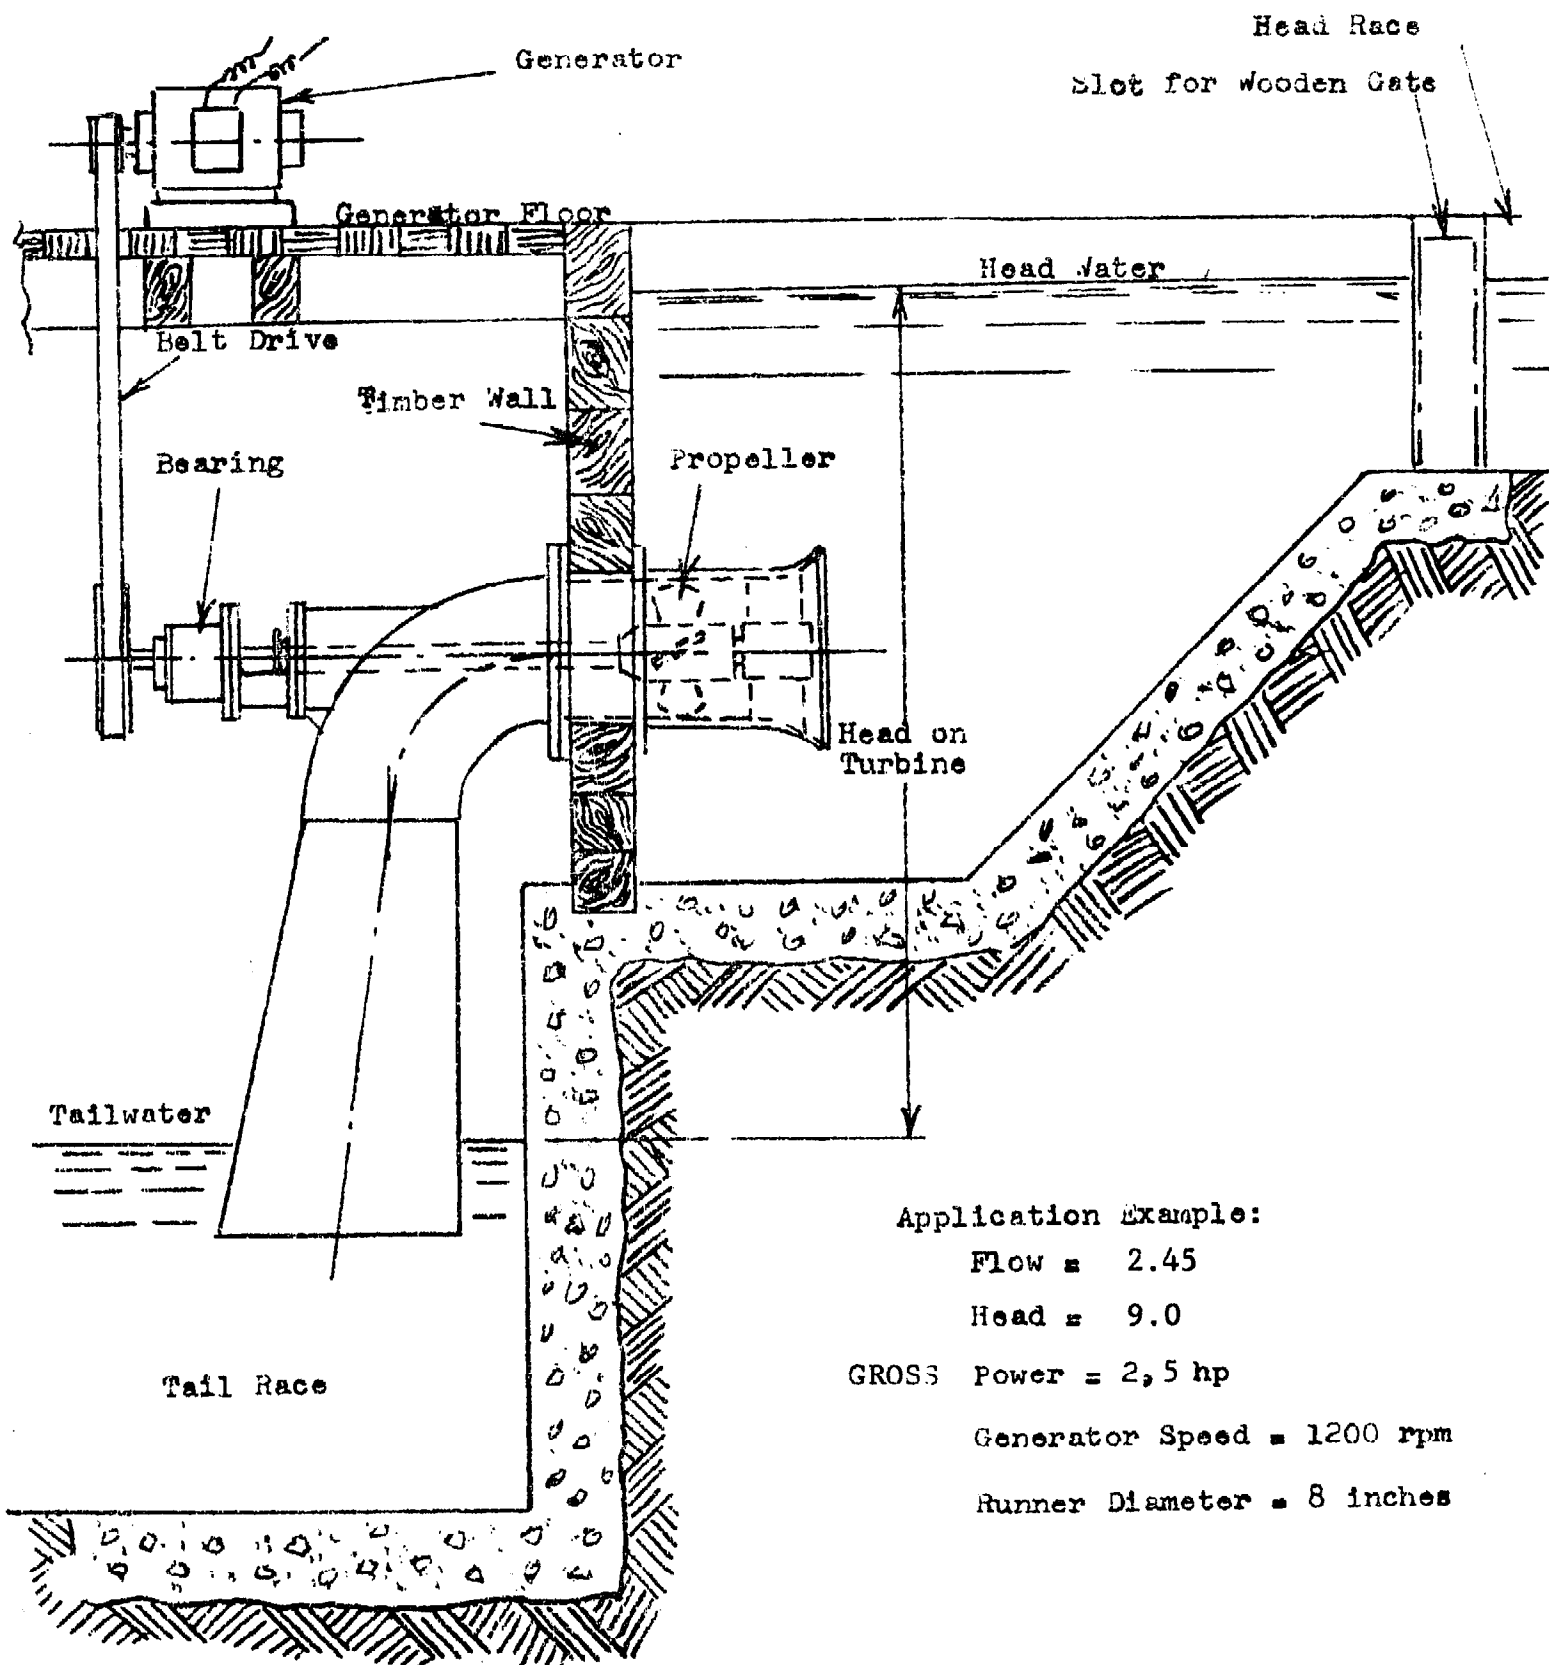 Head Race
Generator
Slot for Wooden Gate
Generator Floor
Head Water
Belt Drive
Timber Wall
Bearing
Propeller
Head on
Turbine
Tailwater
Application Example:
Flow = 2.45
Head = 9.0
GROSS Power = 2,5 hp
Tail Race
Generator Speed = 1200 rpm
Runner Diameter = 8 inches